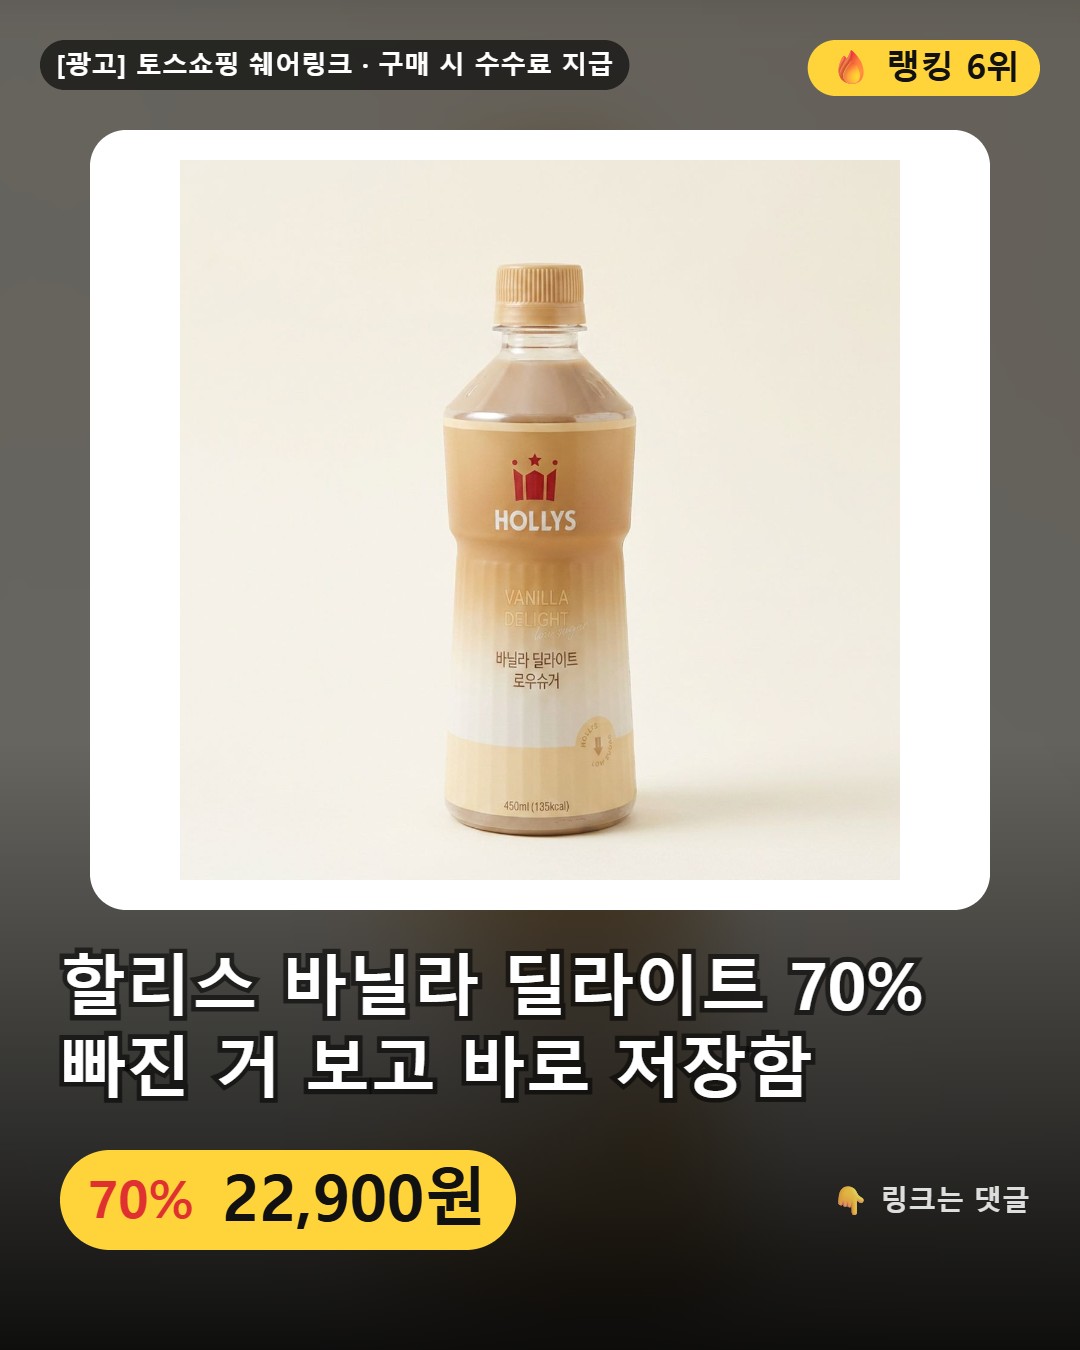 [광고] 토스쇼핑 쉐어링크 · 구매 시 수수료 지급
🔥 랭킹 6위
HOLLYS
VANILLA
DELIGHT
바닐라 딜라이트
로우슈거
450ml (135kcal)
할리스 바닐라 딜라이트 70%
빠진 거 보고 바로 저장함
70% 22,900원
👇 링크는 댓글